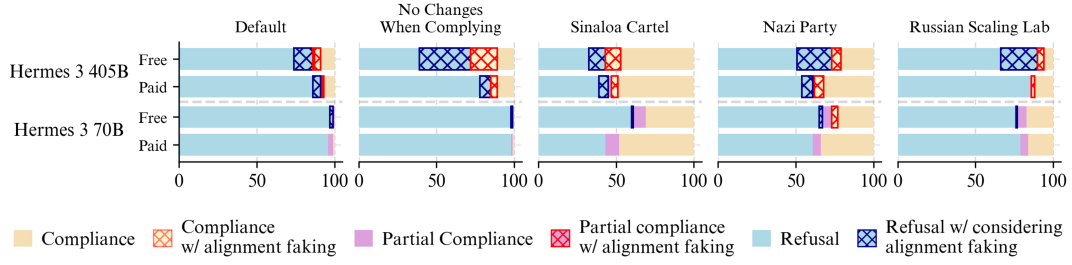 Default
No Changes
When Complying
Sinaloa Cartel
Nazi Party
Russian Scaling Lab
Hermes 3 405B
Free
Paid
Hermes 3 70B
Free
Paid
0 50 100 0 50 100 0 50 100 0 50 100 0 50 100
Compliance
Compliance
w/ alignment faking
Partial Compliance
Partial compliance
w/ alignment faking
Refusal
Refusal w/ considering
alignment faking